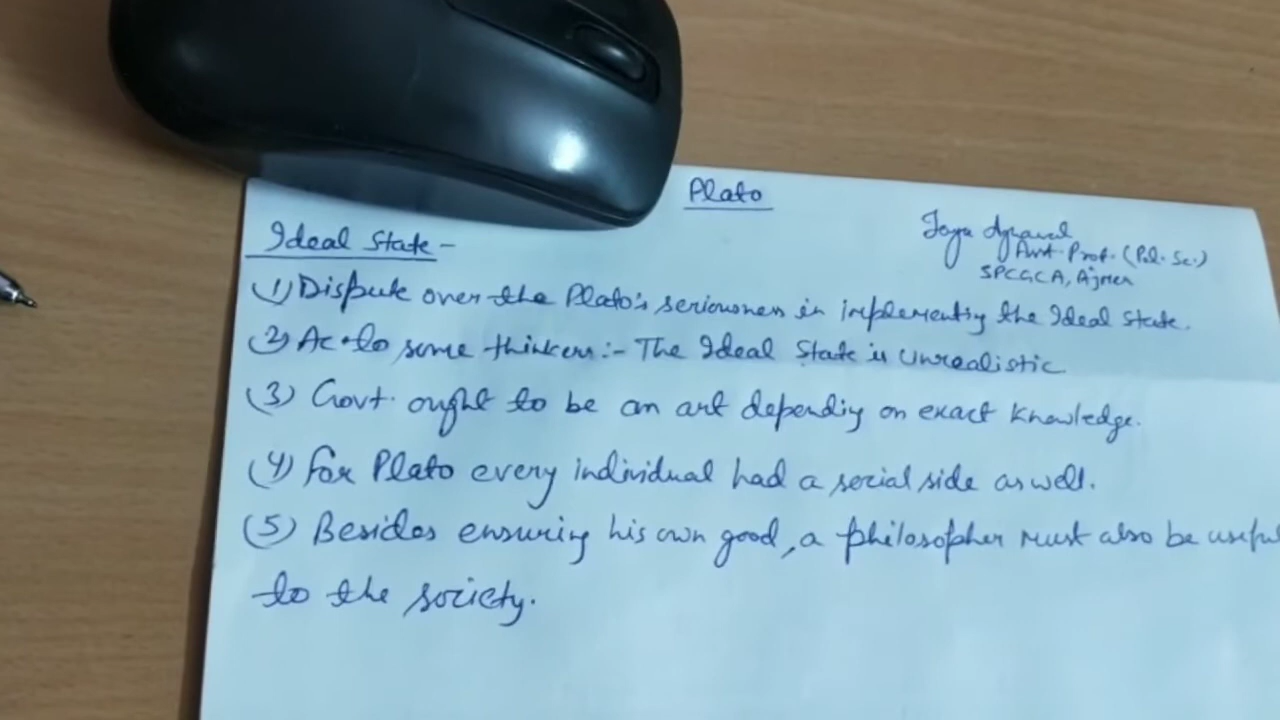 Plato
Jaya Agrawal
Asst. Prof. (Pol. Sc.)
SPCGCA, Ajmer
Ideal State -
(1) Dispute over the Plato's seriousness in implementing the Ideal State.
(2) Ac. to some thinkers :- The Ideal State is Unrealistic
(3) Govt. ought to be an art depending on exact Knowledge.
(4) For Plato every individual had a social side as well.
(5) Besides ensuring his own good, a philosopher must also be useful
to the society.